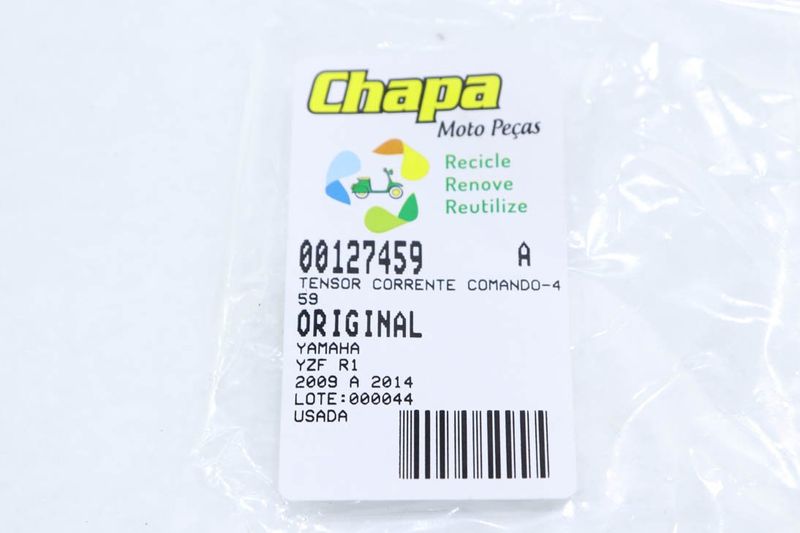 Chapa
Moto Peças
Recicle
Renove
Reutilize
00127459 A
TENSOR CORRENTE COMANDO-4
59
ORIGINAL
YAMAHA
YZF R1
2009 A 2014
LOTE:000044
USADA